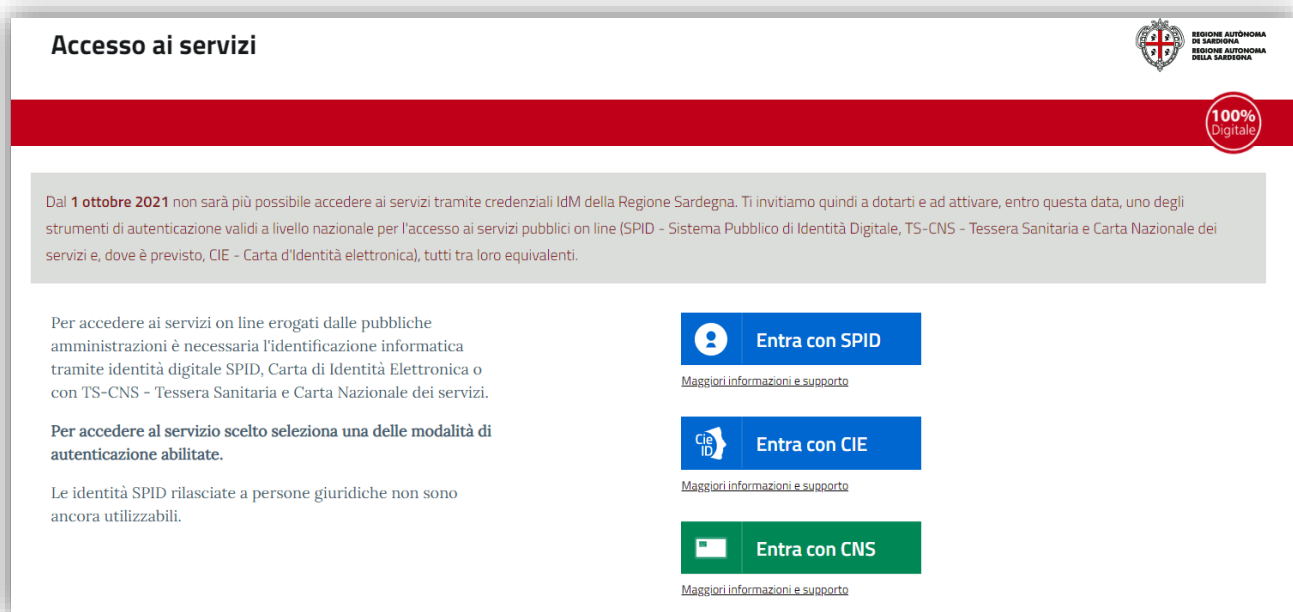 Accesso ai servizi
REGIONE AUTÒNOMA
DE SARDIGNA
REGIONE AUTONOMA
DELLA SARDEGNA
100%
Digitale
Dal 1 ottobre 2021 non sarà più possibile accedere ai servizi tramite credenziali IdM della Regione Sardegna. Ti invitiamo quindi a dotarti e ad attivare, entro questa data, uno degli
strumenti di autenticazione validi a livello nazionale per l'accesso ai servizi pubblici on line (SPID - Sistema Pubblico di Identità Digitale, TS-CNS - Tessera Sanitaria e Carta Nazionale dei
servizi e, dove è previsto, CIE - Carta d'Identità elettronica), tutti tra loro equivalenti.
Per accedere ai servizi on line erogati dalle pubbliche
amministrazioni è necessaria l'identificazione informatica
tramite identità digitale SPID, Carta di Identità Elettronica o
con TS-CNS - Tessera Sanitaria e Carta Nazionale dei servizi.
Per accedere al servizio scelto seleziona una delle modalità di
autenticazione abilitate.
Le identità SPID rilasciate a persone giuridiche non sono
ancora utilizzabili.
Entra con SPID
Maggiori informazioni e supporto
Cie
ID
Entra con CIE
Maggiori informazioni e supporto
Entra con CNS
Maggiori informazioni e supporto